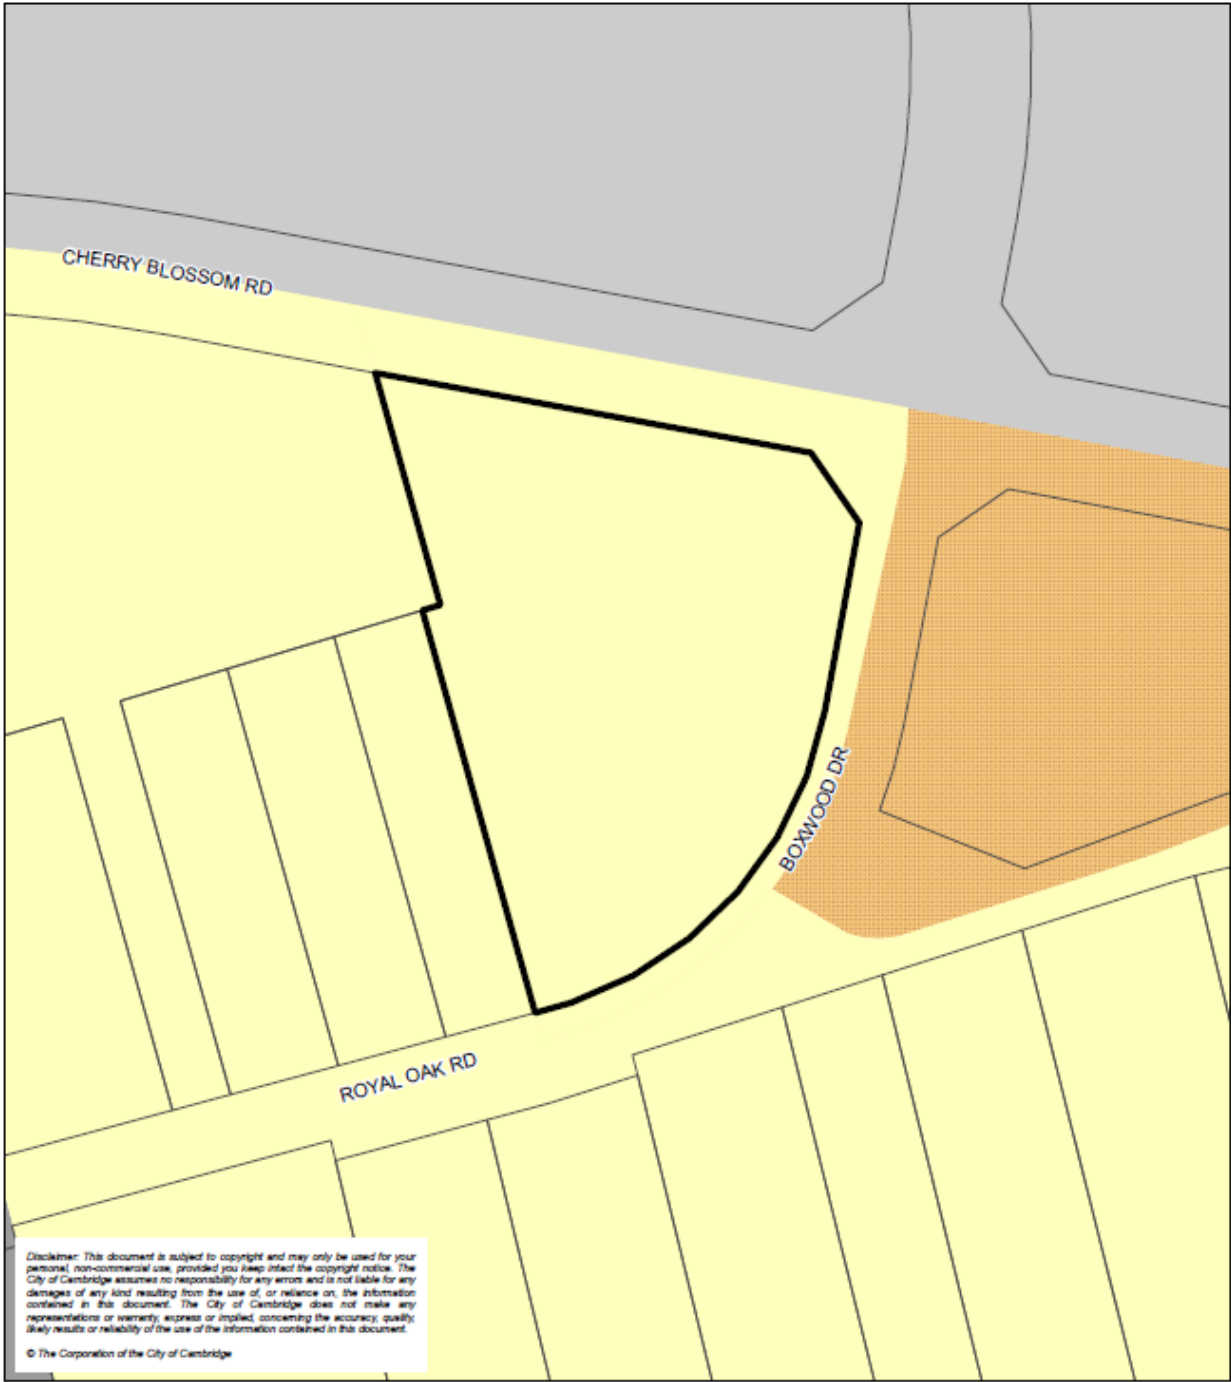 CHERRY BLOSSOM RD
BOXWOOD DR
ROYAL OAK RD
Disclaimer: This document is subject to copyright and may only be used for your
personal, non-commercial use, provided you keep intact the copyright notice. The
City of Cambridge assumes no responsibility for any errors and is not liable for any
damages of any kind resulting from the use of, or reliance on, the information
contained in this document. The City of Cambridge does not make any
representations or warranty, express or implied, concerning the accuracy, quality,
likely results or reliability of the use of the information contained in this document.
© The Corporation of the City of Cambridge